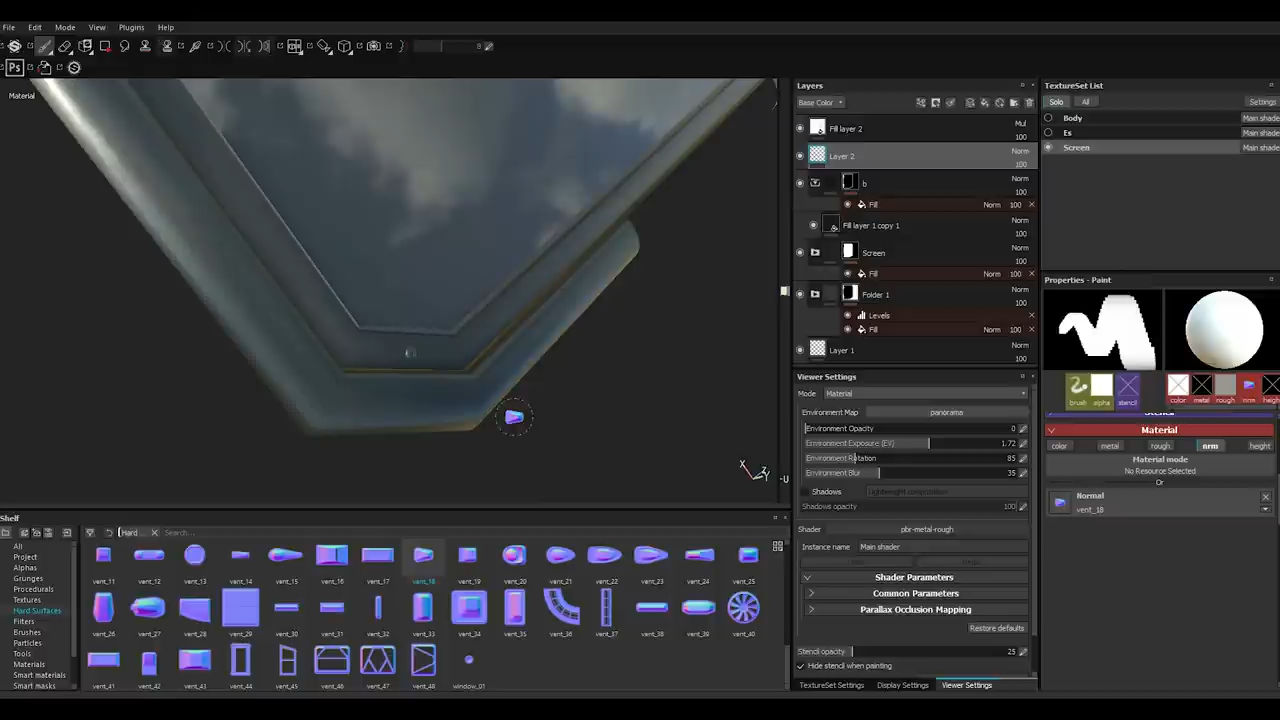 File Edit Mode View Plugins Help
8
Ps
Material
Layers
Base Color
Fill layer 2 Mul 100
Layer 2 Norm 100
b Norm 100
Fill Norm 100
Fill layer 1 copy 1 Norm 100
Screen Norm 100
Fill Norm 100
Folder 1 Norm 100
Levels
Fill Norm 100
Layer 1 Norm 100
TextureSet List
Solo All Settings
Body Main shade
Es Main shade
Screen Main shade
Properties - Paint
brush alpha stencil color metal rough nrm heigh
Material
color metal rough nrm height
Material mode
No Resource Selected
Or
Normal
vent_18
Viewer Settings
Mode Material
Environment Map panorama
Environment Opacity 0
Environment Exposure (EV) 1.72
Environment Rotation 85
Environment Blur 35
Shadows Lightweight computation
Shadows opacity 100
Shader pbr-metal-rough
Instance name Main shader
Shader Parameters
Common Parameters
Parallax Occlusion Mapping
Restore defaults
Stencil opacity 25
Hide stencil when painting
TextureSet Settings Display Settings Viewer Settings
X Z Y
Shelf
Hard ... Search...
All
Project
Alphas
Grunges
Procedurals
Textures
Hard Surfaces
Filters
Brushes
Particles
Tools
Materials
Smart materials
Smart masks
vent_11 vent_12 vent_13 vent_14 vent_15 vent_16 vent_17 vent_18 vent_19 vent_20 vent_21 vent_22 vent_23 vent_24 vent_25
vent_26 vent_27 vent_28 vent_29 vent_30 vent_31 vent_32 vent_33 vent_34 vent_35 vent_36 vent_37 vent_38 vent_39 vent_40
vent_41 vent_42 vent_43 vent_44 vent_45 vent_46 vent_47 vent_48 window_01